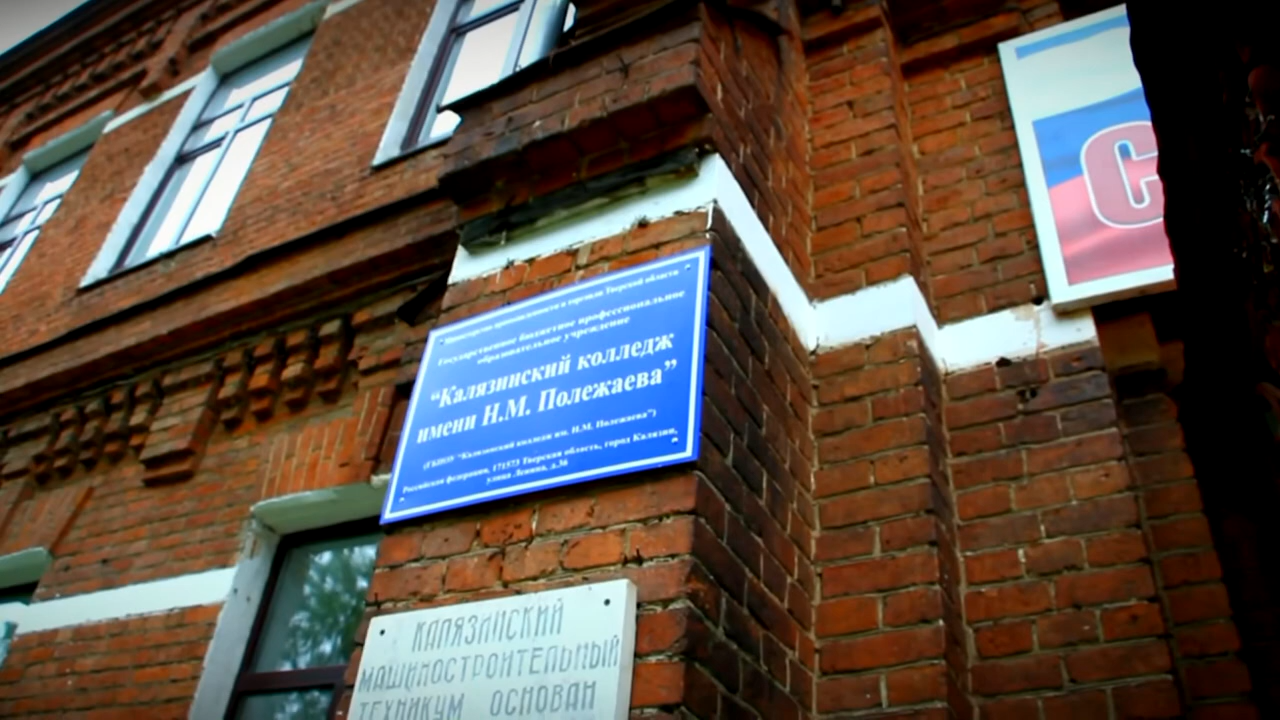 Министерство промышленности и торговли Тверской области
Государственное бюджетное профессиональное
образовательное учреждение
“Калязинский колледж
имени Н.М. Полежаева”
(ГБПОУ “Калязинский колледж им. Н.М. Полежаева”)
Российская федерация, 171573 Тверская область, город Калязин,
улица Ленина, д.36
КАЛЯЗИНСКИЙ
МАШИНОСТРОИТЕЛЬНЫЙ
ТЕХНИКУМ ОСНОВАН
С